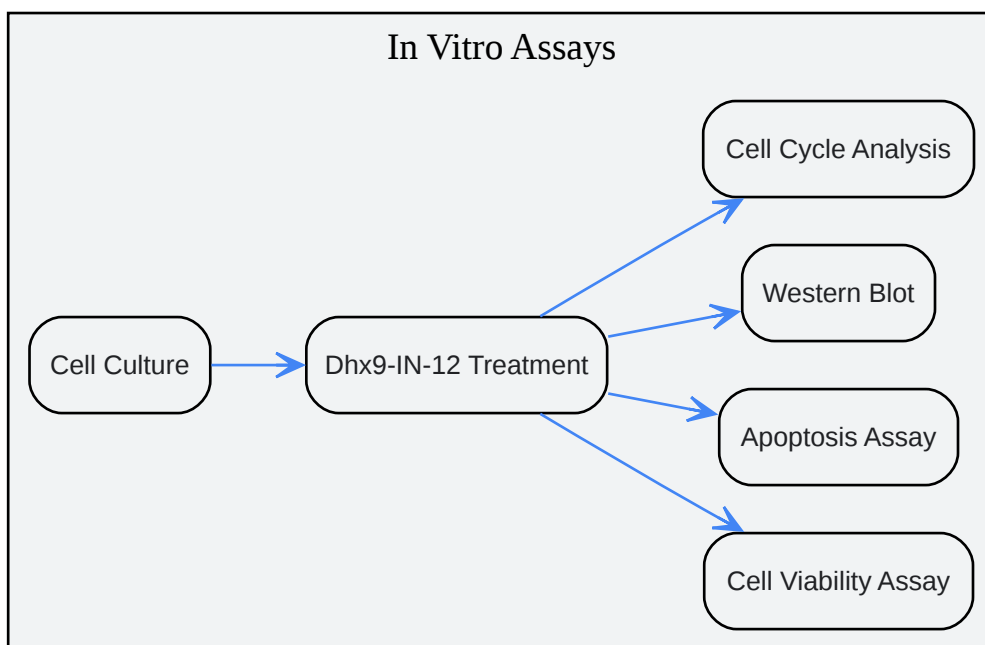 In Vitro Assays
Cell Cycle Analysis
Western Blot
Cell Culture
Dhx9-IN-12 Treatment
Apoptosis Assay
Cell Viability Assay